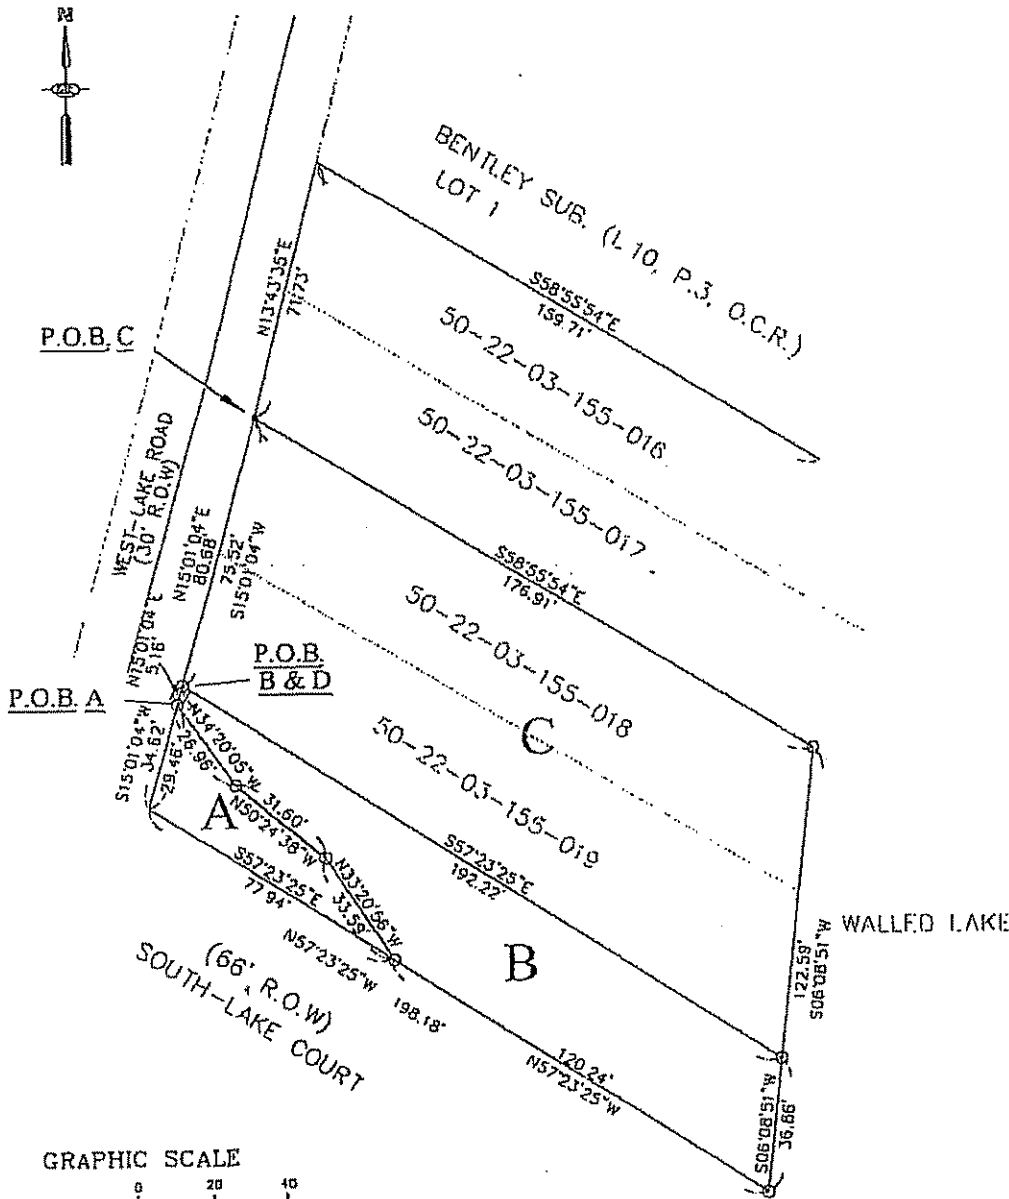 N
BENTLEY SUB. (L 10, P.3, O.C.R.)
LOT 1
N13°43'35"E
71.73'
S58°55'54"E
159.71'
50-22-03-155-016
50-22-03-155-017
P.O.B. C
WEST-LAKE ROAD
(30' R.O.W)
N15°01'04"E
80.68'
75.52'
S15°01'04"W
S58°55'54"E
176.91'
50-22-03-155-018
C
50-22-03-155-019
N15°01'04"E
5.16'
P.O.B.
B & D
P.O.B. A
S15°01'04"W
34.62'
29.46'
N34°20'05"W
26.96'
A
31.60'
N50°24'38"W
N33°20'56"W
33.59'
S57°23'25"E
77.94'
S57°23'25"E
192.22'
B
WALLED LAKE
122.59'
S06°08'51"W
N57°23'25"W
198.18'
(66' R.O.W)
SOUTH-LAKE COURT
120.24'
N57°23'25"W
S06°08'51"W
36.86'
GRAPHIC SCALE
0 20 40